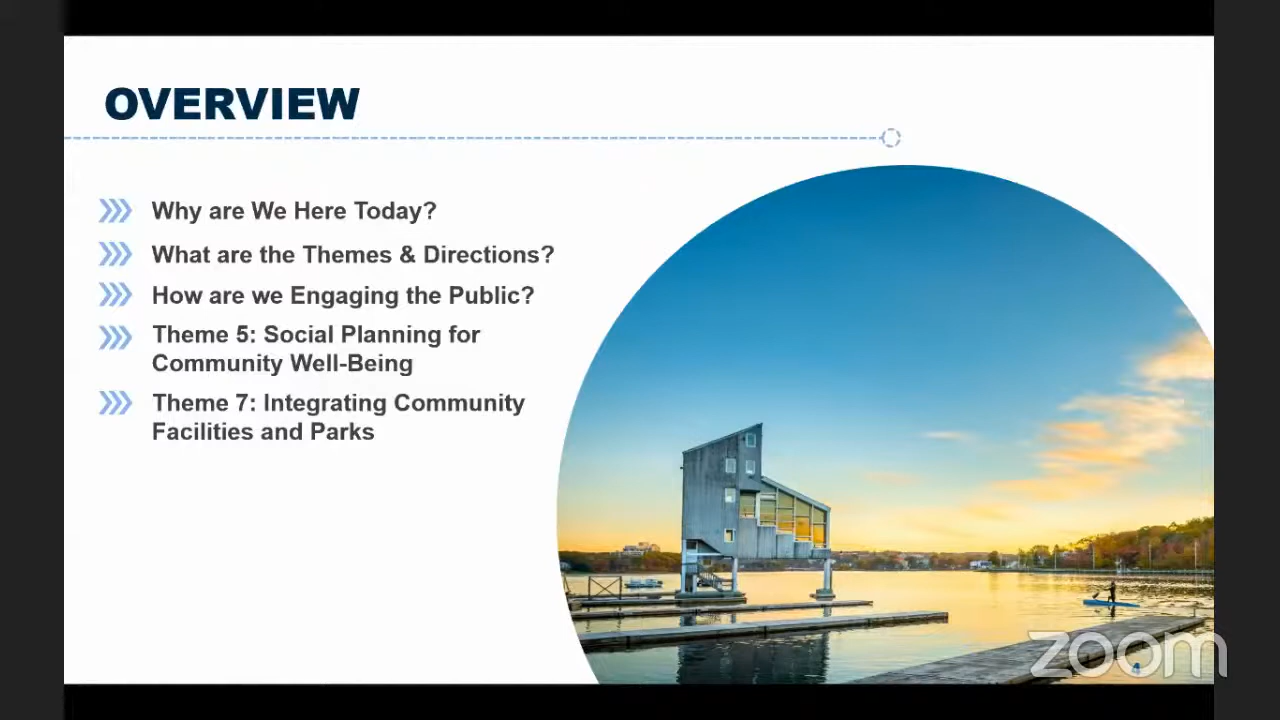 OVERVIEW
Why are We Here Today?
What are the Themes & Directions?
How are we Engaging the Public?
Theme 5: Social Planning for
Community Well-Being
Theme 7: Integrating Community
Facilities and Parks
zoom